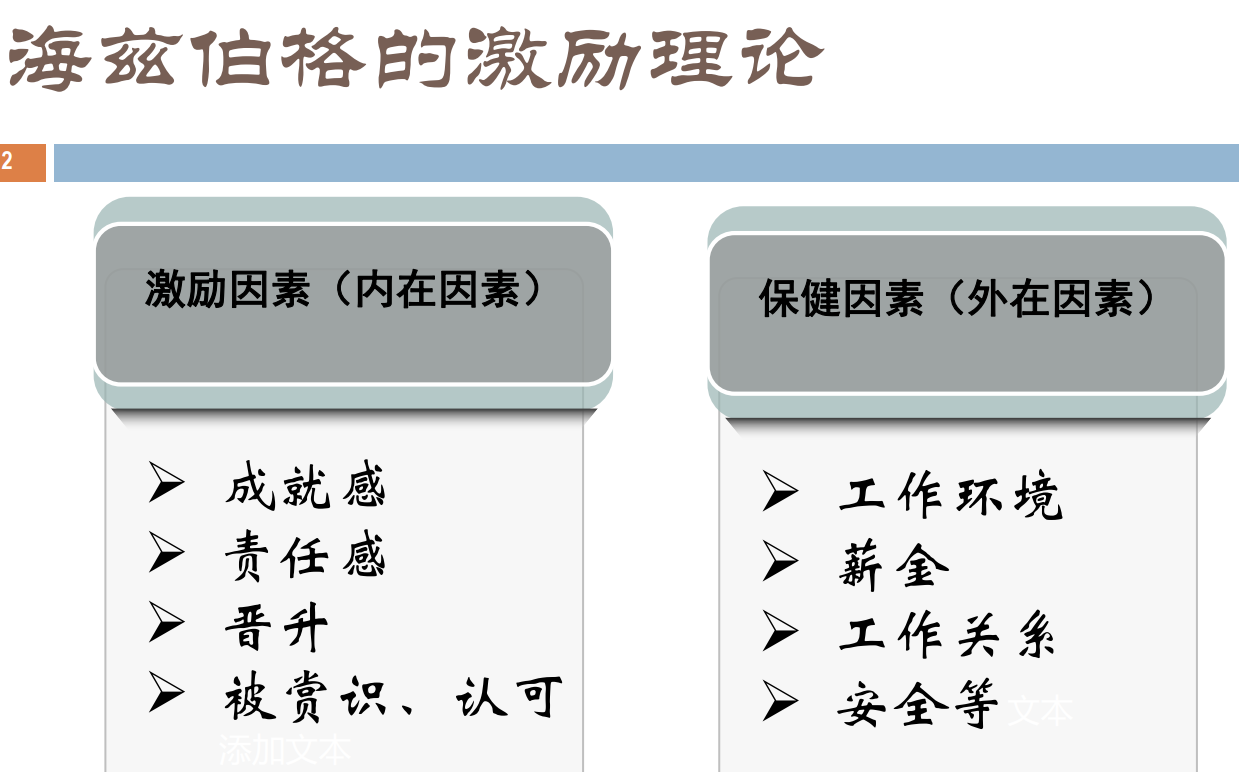 海兹伯格的激励理论
2
激励因素（内在因素）
成就感
责任感
晋升
被赏识、认可
添加文本
保健因素（外在因素）
工作环境
薪金
工作关系
安全等
文本